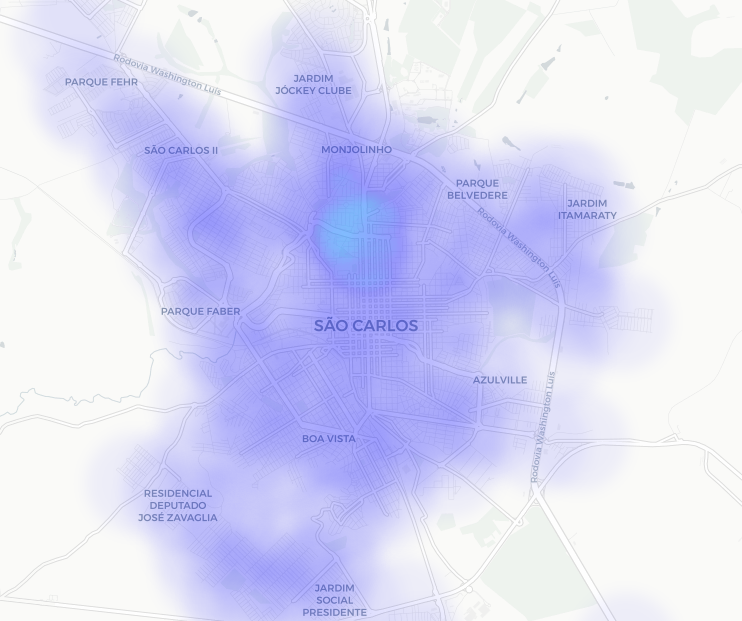 Rodovia Washington Luís
PARQUE FEHR
JARDIM
JÓCKEY CLUBE
SÃO CARLOS II
MONJOLINHO
PARQUE
BELVEDERE
JARDIM
ITAMARATY
Rodovia Washington Luís
PARQUE FABER
SÃO CARLOS
AZULVILLE
Rodovia Washington Luís
BOA VISTA
RESIDENCIAL
DEPUTADO
JOSÉ ZAVAGLIA
JARDIM
SOCIAL
PRESIDENTE